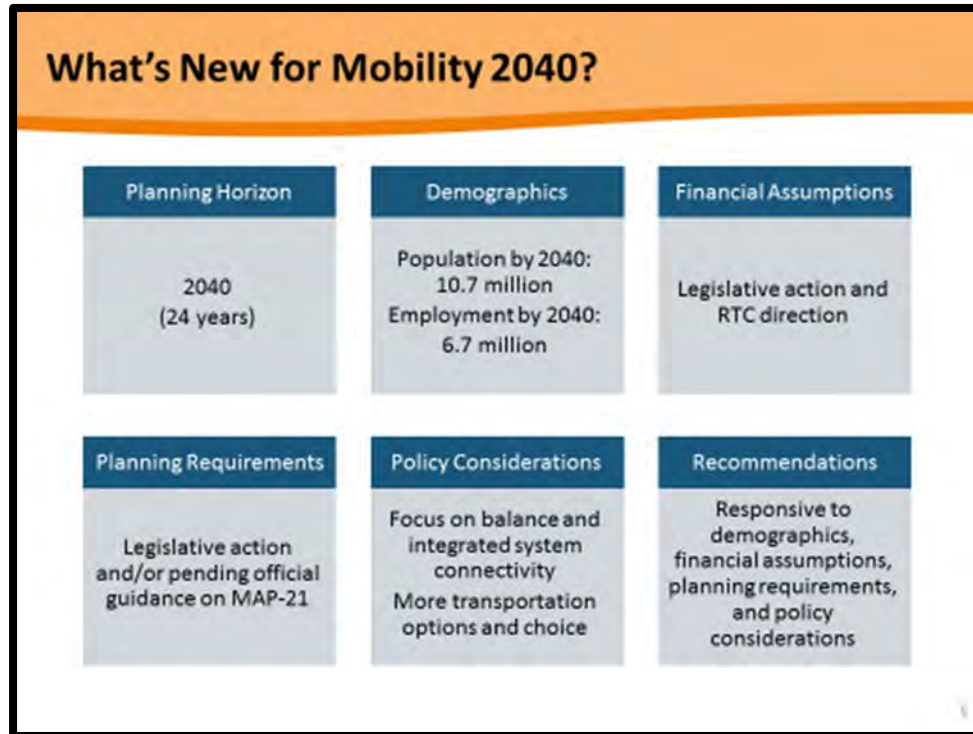 What's New for Mobility 2040?
Planning Horizon
2040
(24 years)
Demographics
Population by 2040:
10.7 million
Employment by 2040:
6.7 million
Financial Assumptions
Legislative action and
RTC direction
Planning Requirements
Legislative action
and/or pending official
guidance on MAP-21
Policy Considerations
Focus on balance and
integrated system
connectivity
More transportation
options and choice
Recommendations
Responsive to
demographics,
financial assumptions,
planning requirements,
and policy
considerations